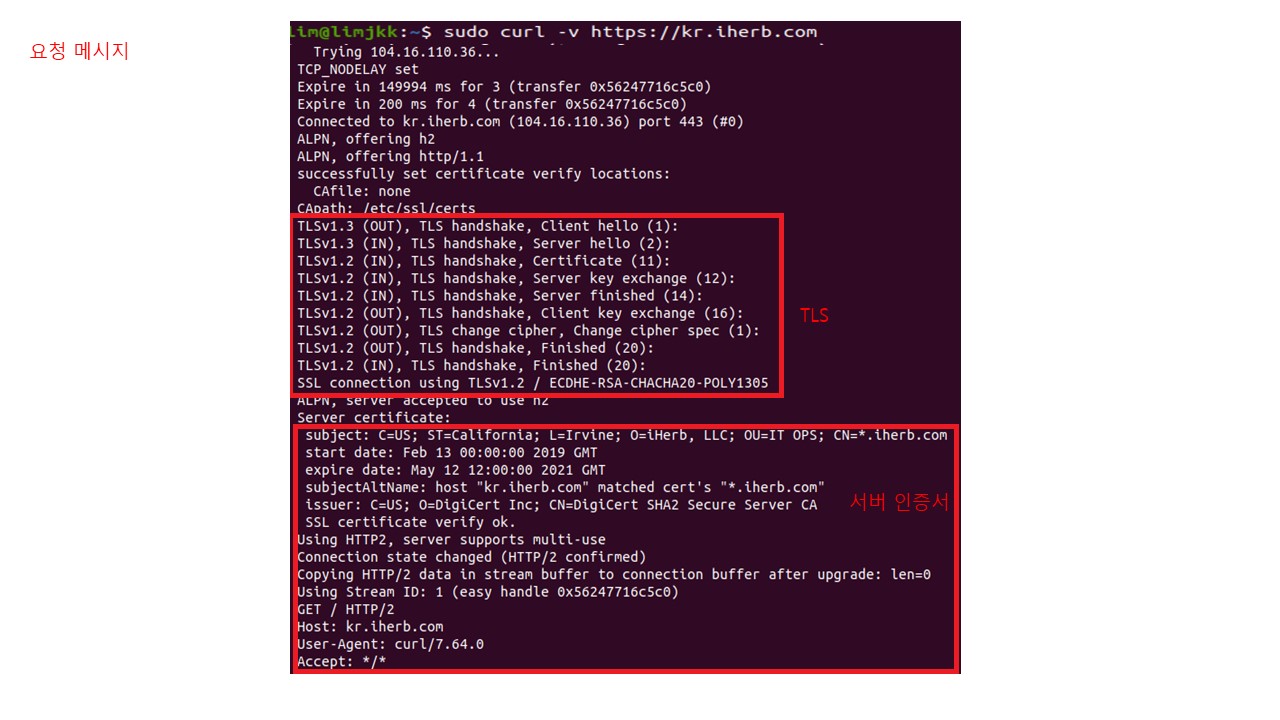 요청 메시지
lim@limjkk:~$ sudo curl -v https://kr.iherb.com
Trying 104.16.110.36...
TCP_NODELAY set
Expire in 149994 ms for 3 (transfer 0x56247716c5c0)
Expire in 200 ms for 4 (transfer 0x56247716c5c0)
Connected to kr.iherb.com (104.16.110.36) port 443 (#0)
ALPN, offering h2
ALPN, offering http/1.1
successfully set certificate verify locations:
CAfile: none
CApath: /etc/ssl/certs
TLSv1.3 (OUT), TLS handshake, Client hello (1):
TLSv1.3 (IN), TLS handshake, Server hello (2):
TLSv1.2 (IN), TLS handshake, Certificate (11):
TLSv1.2 (IN), TLS handshake, Server key exchange (12):
TLSv1.2 (IN), TLS handshake, Server finished (14):
TLSv1.2 (OUT), TLS handshake, Client key exchange (16):
TLS
TLSv1.2 (OUT), TLS change cipher, Change cipher spec (1):
TLSv1.2 (OUT), TLS handshake, Finished (20):
TLSv1.2 (IN), TLS handshake, Finished (20):
SSL connection using TLSv1.2 / ECDHE-RSA-CHACHA20-POLY1305
ALPN, server accepted to use h2
Server certificate:
subject: C=US; ST=California; L=Irvine; O=iHerb, LLC; OU=IT OPS; CN=*.iherb.com
start date: Feb 13 00:00:00 2019 GMT
expire date: May 12 12:00:00 2021 GMT
subjectAltName: host "kr.iherb.com" matched cert's "*.iherb.com"
issuer: C=US; O=DigiCert Inc; CN=DigiCert SHA2 Secure Server CA
서버 인증서
SSL certificate verify ok.
Using HTTP2, server supports multi-use
Connection state changed (HTTP/2 confirmed)
Copying HTTP/2 data in stream buffer to connection buffer after upgrade: len=0
Using Stream ID: 1 (easy handle 0x56247716c5c0)
GET / HTTP/2
Host: kr.iherb.com
User-Agent: curl/7.64.0
Accept: */*